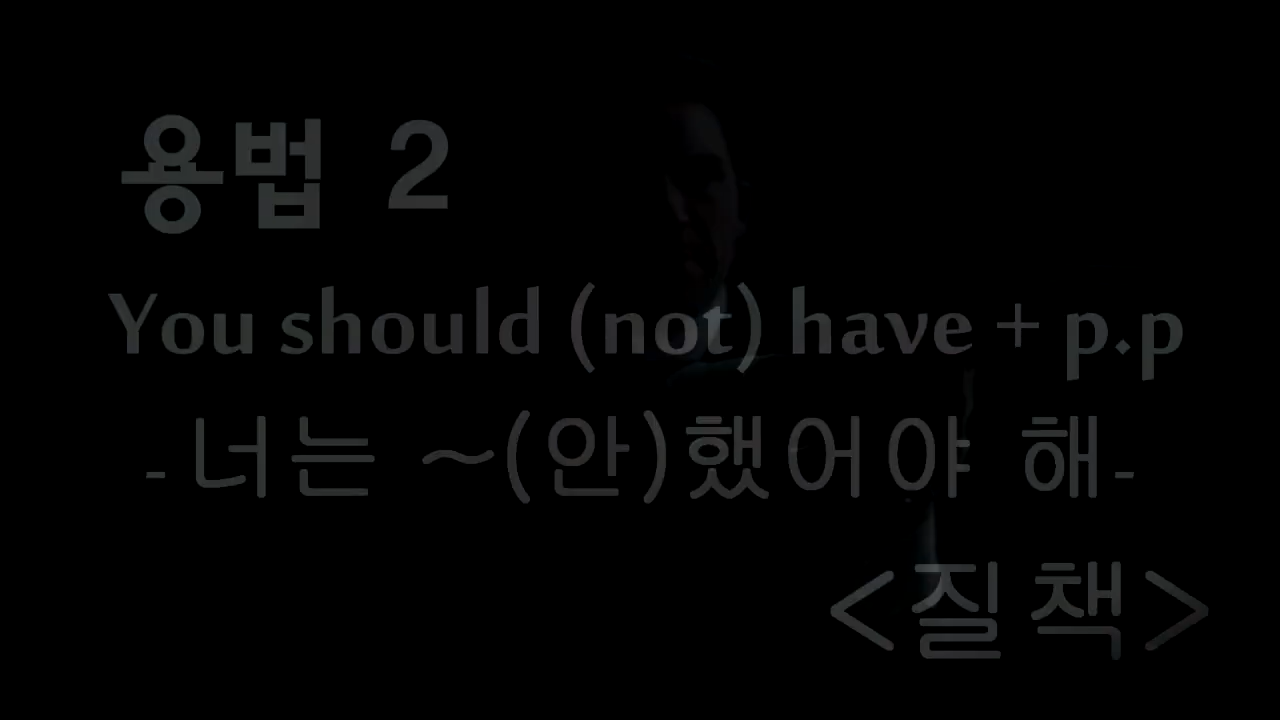 용법 2
You should (not) have + p.p
-너는 ~(안)했어야 해-
<질책>